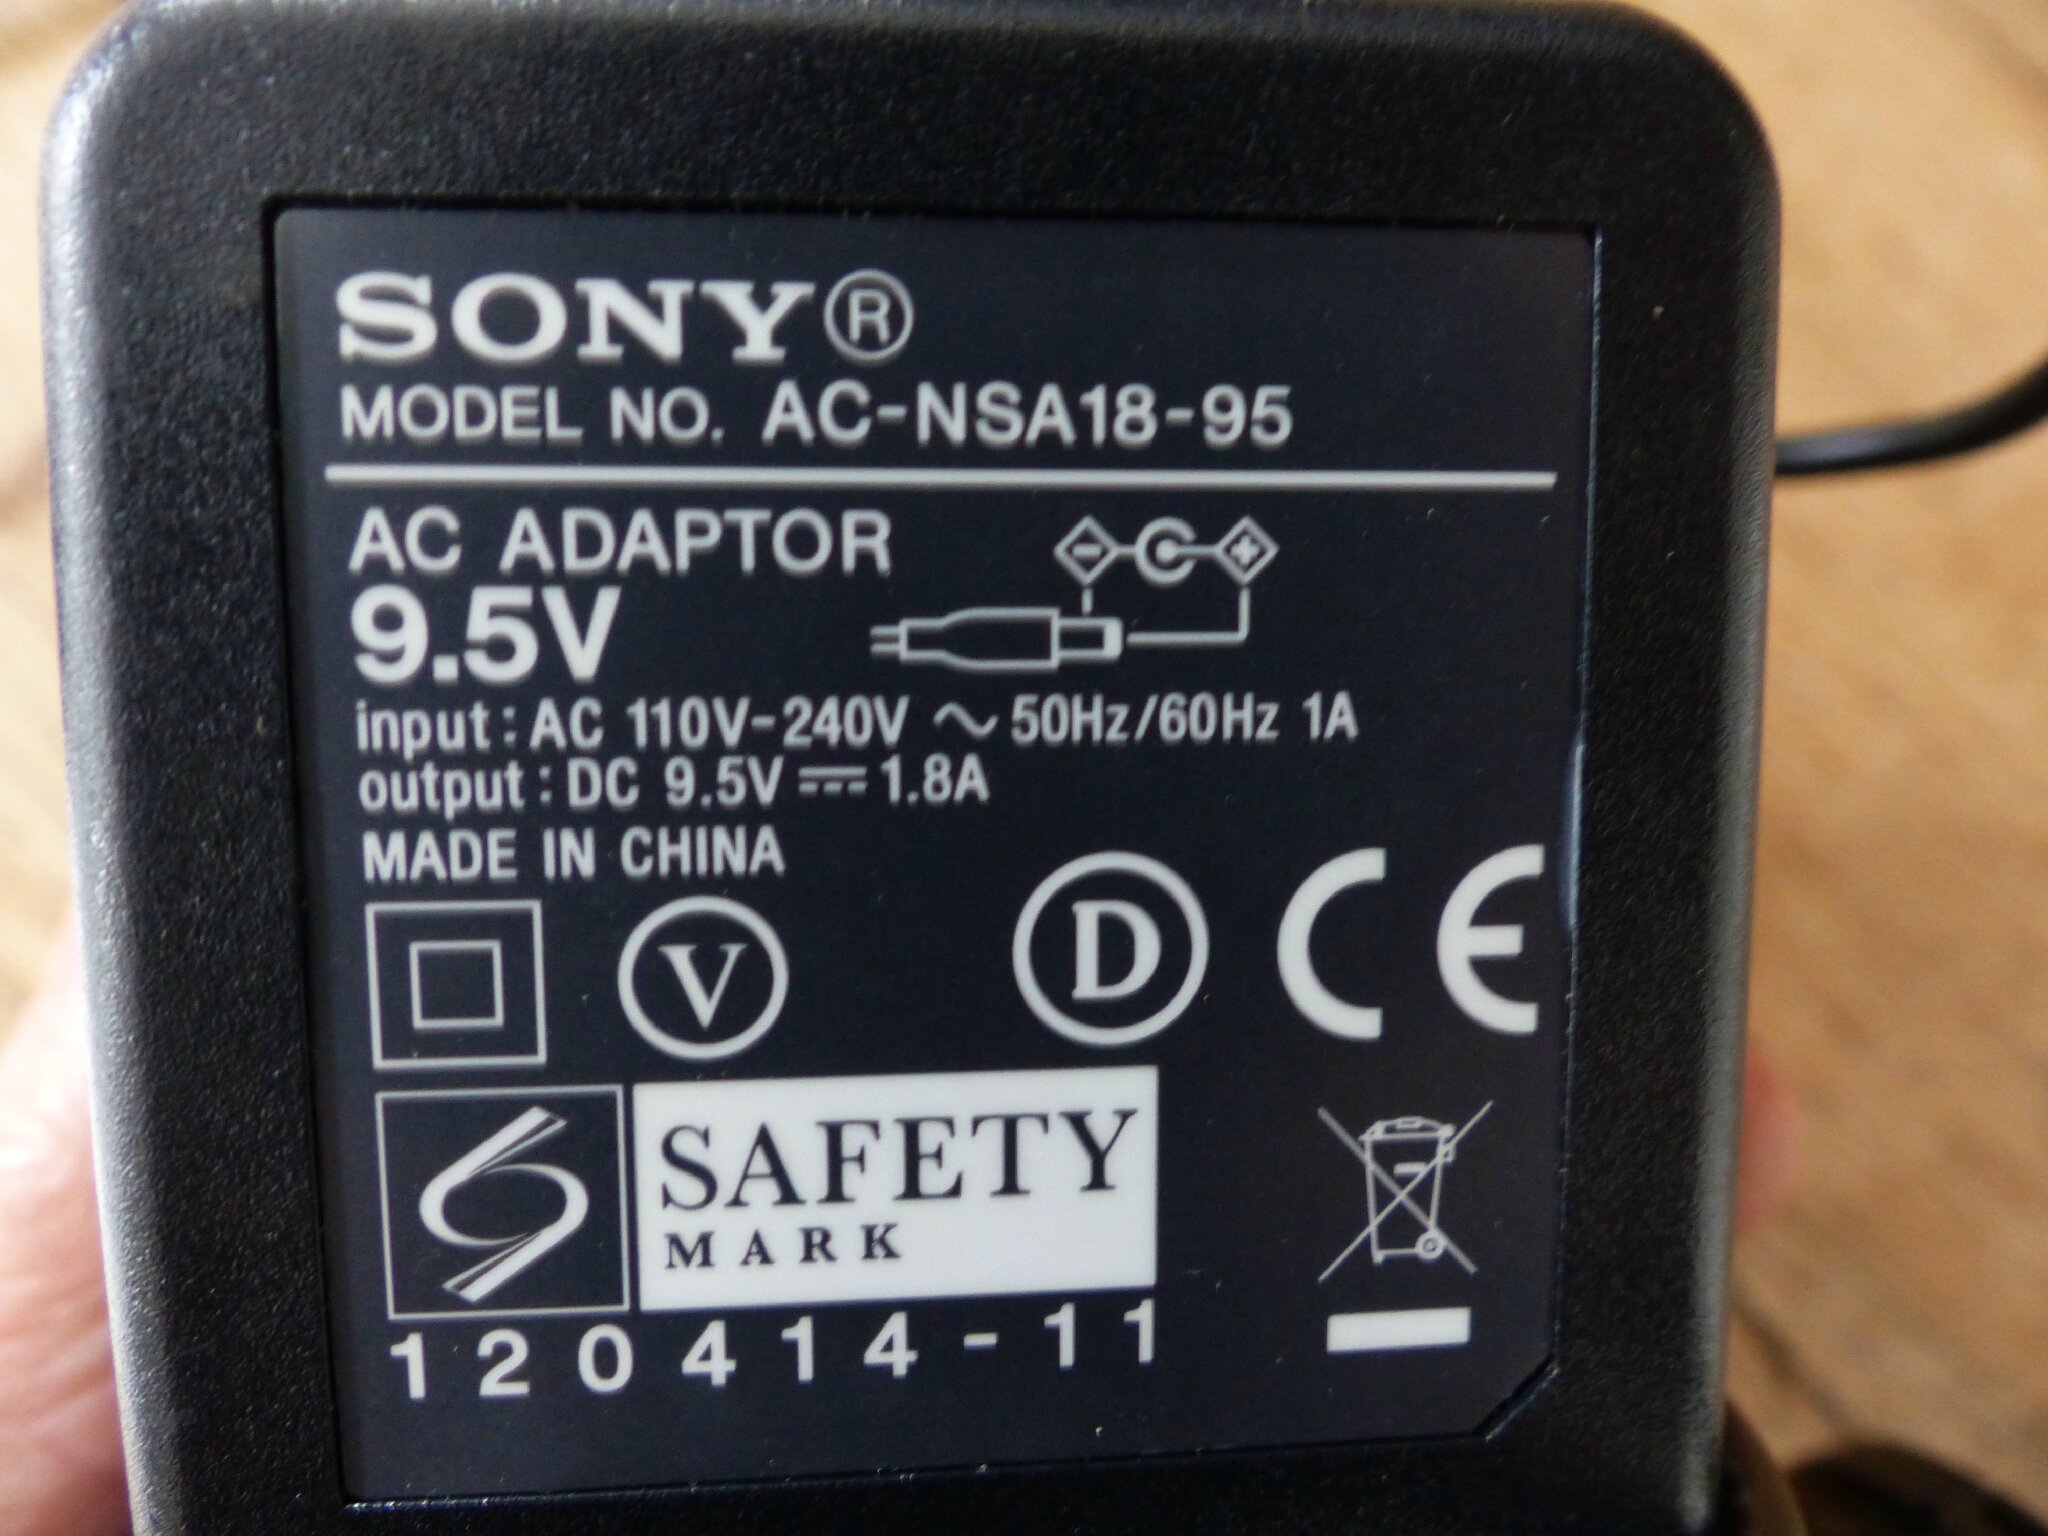 SONY®
MODEL NO. AC-NSA18-95
AC ADAPTOR
9.5V
input: AC 110V-240V ∼ 50Hz/60Hz 1A
output: DC 9.5V ⎓ 1.8A
MADE IN CHINA
V D CE
SAFETY
MARK
120414-11